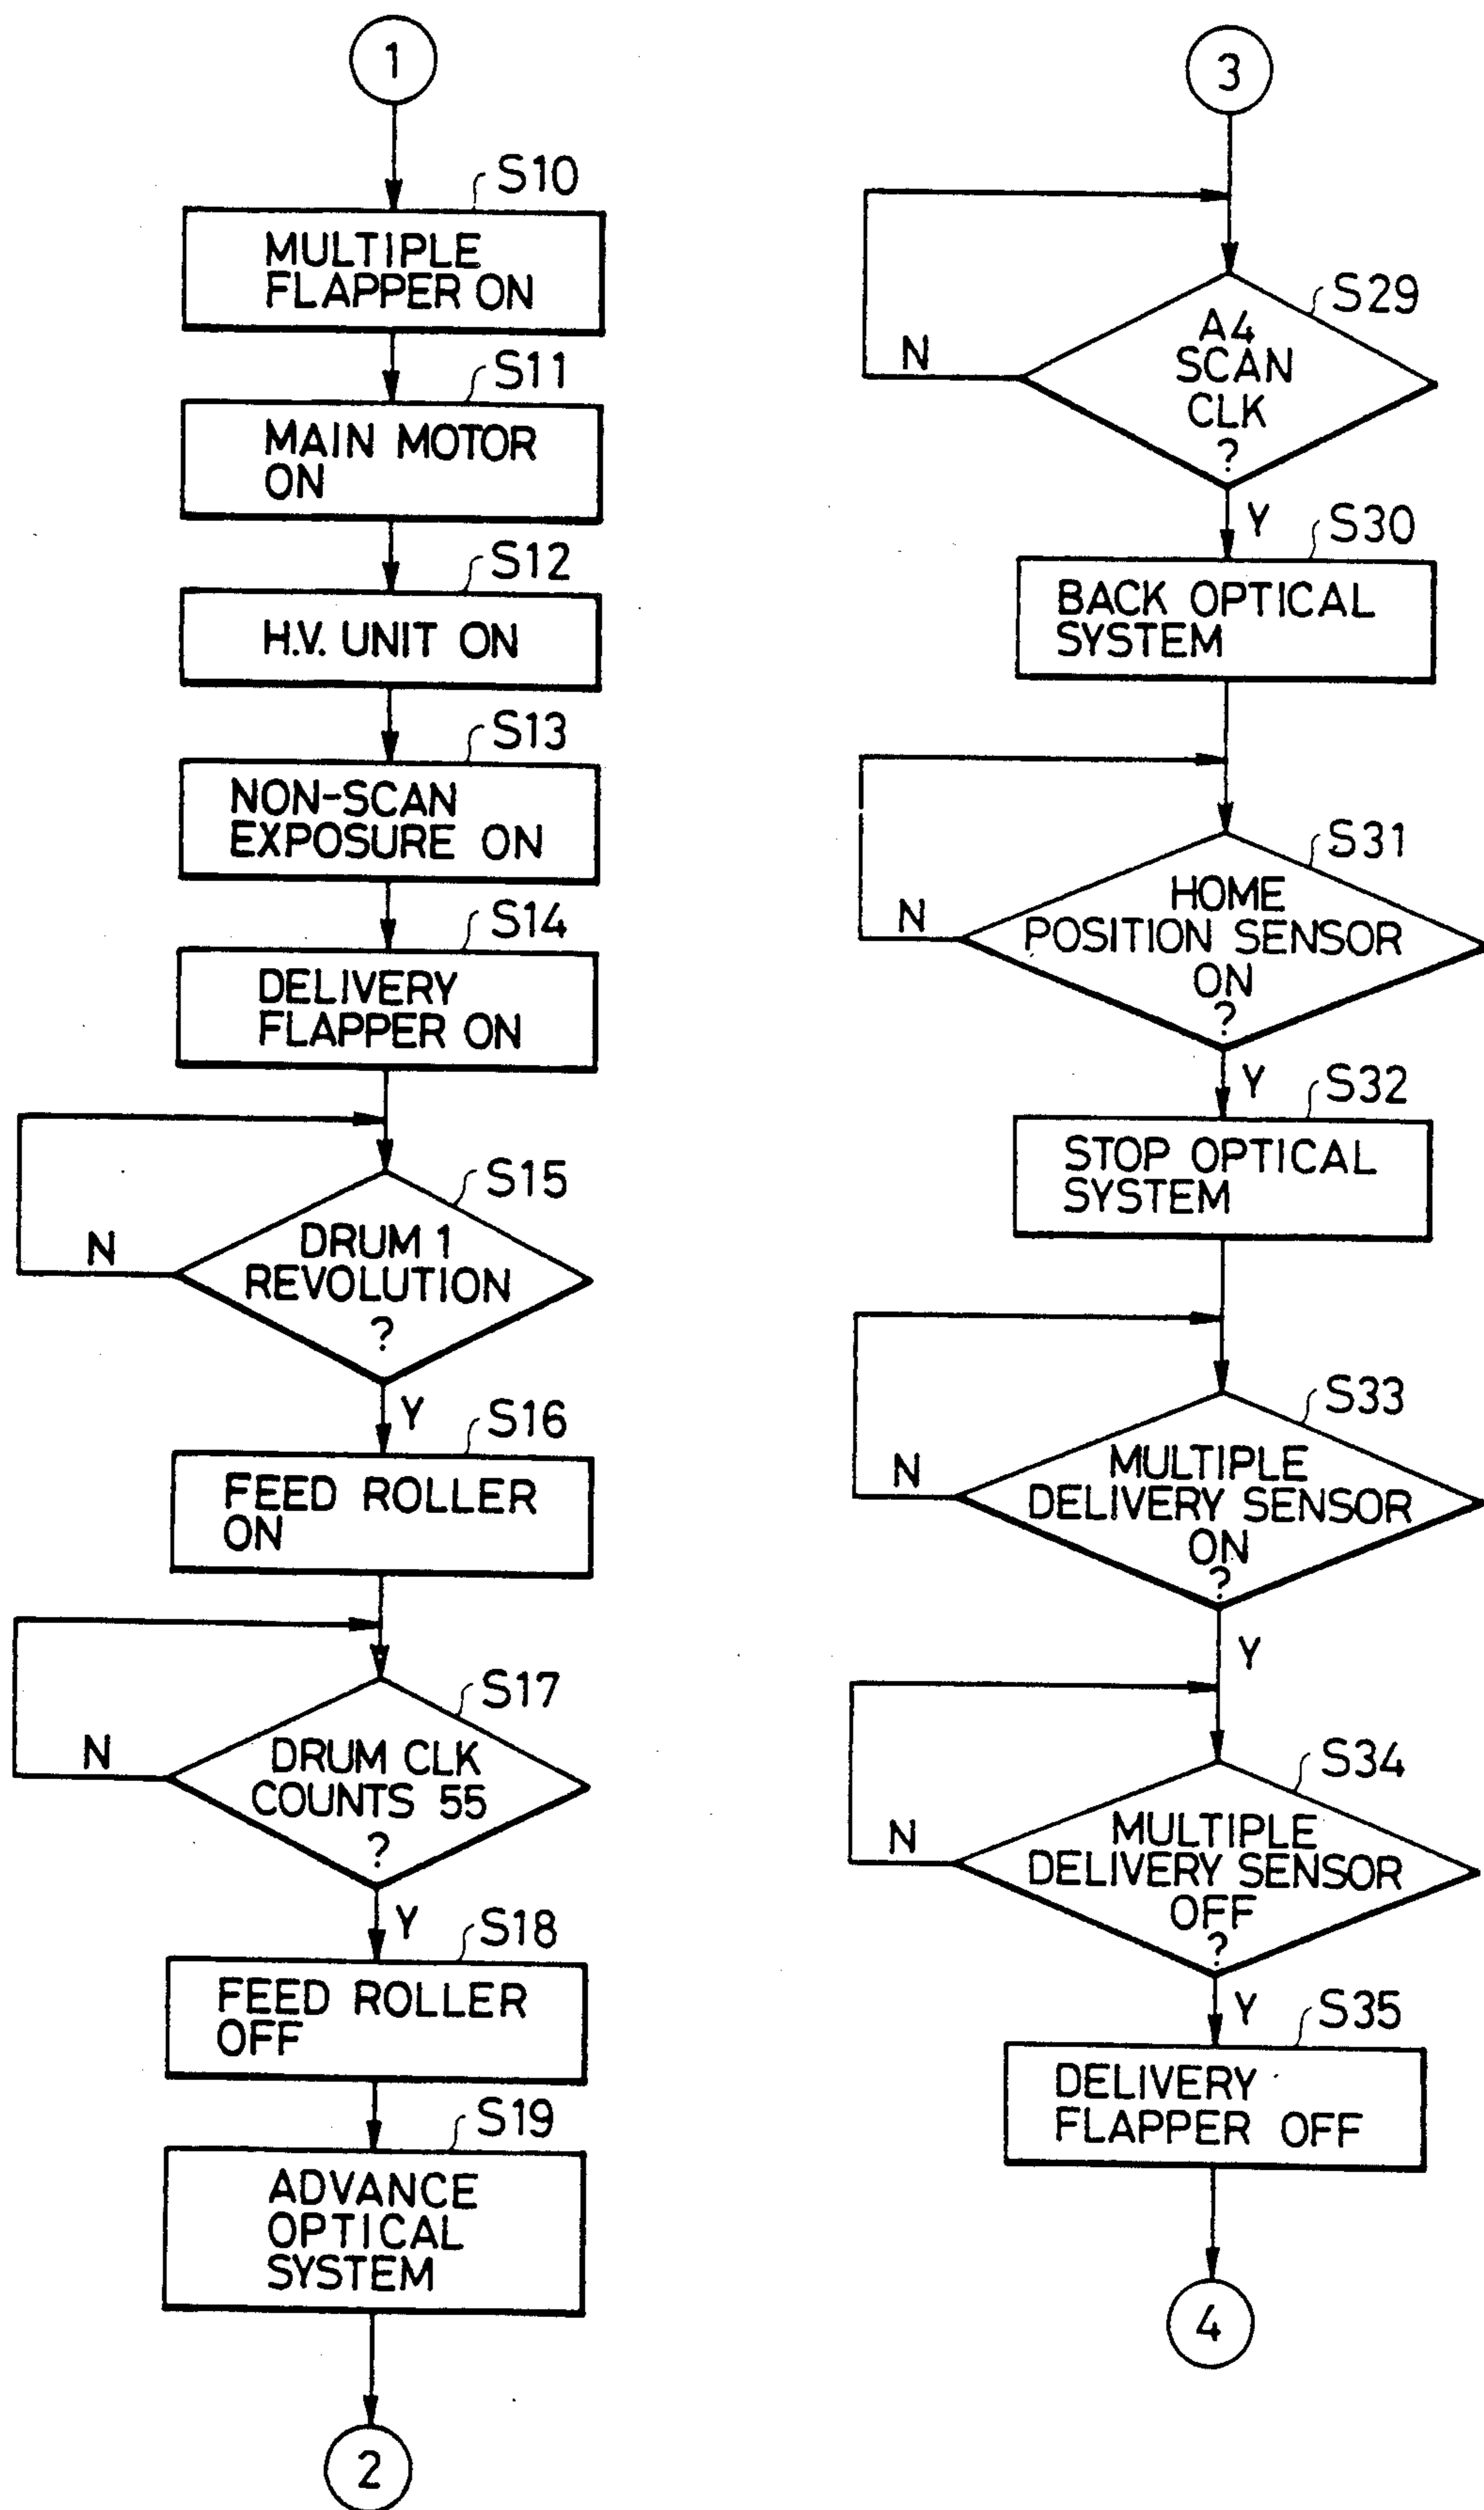 1
S10
MULTIPLE
FLAPPER ON
S11
MAIN MOTOR
ON
S12
H.V. UNIT ON
S13
NON-SCAN
EXPOSURE ON
S14
DELIVERY
FLAPPER ON
S15
DRUM 1
REVOLUTION
?
N
Y
S16
FEED ROLLER
ON
S17
DRUM CLK
COUNTS 55
?
N
Y
S18
FEED ROLLER
OFF
S19
ADVANCE
OPTICAL
SYSTEM
2
3
S29
A4
SCAN
CLK
?
N
Y
S30
BACK OPTICAL
SYSTEM
S31
HOME
POSITION SENSOR
ON
?
N
Y
S32
STOP OPTICAL
SYSTEM
S33
MULTIPLE
DELIVERY SENSOR
ON
?
N
Y
S34
MULTIPLE
DELIVERY SENSOR
OFF
?
N
Y
S35
DELIVERY
FLAPPER OFF
4